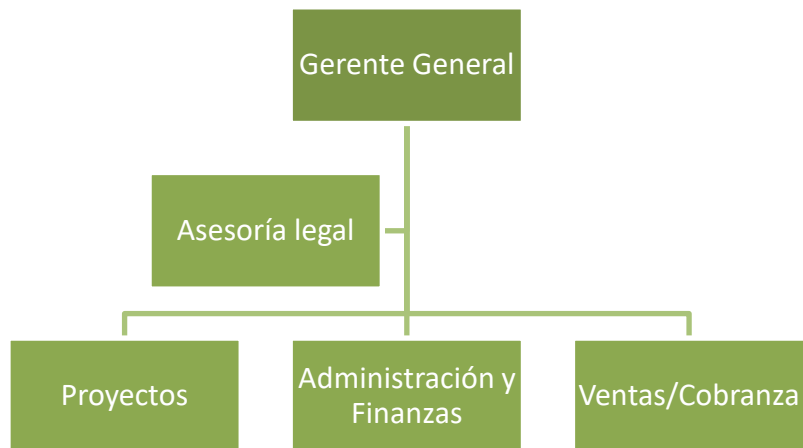 Gerente General
Asesoría legal
Proyectos
Administración y
Finanzas
Ventas/Cobranza